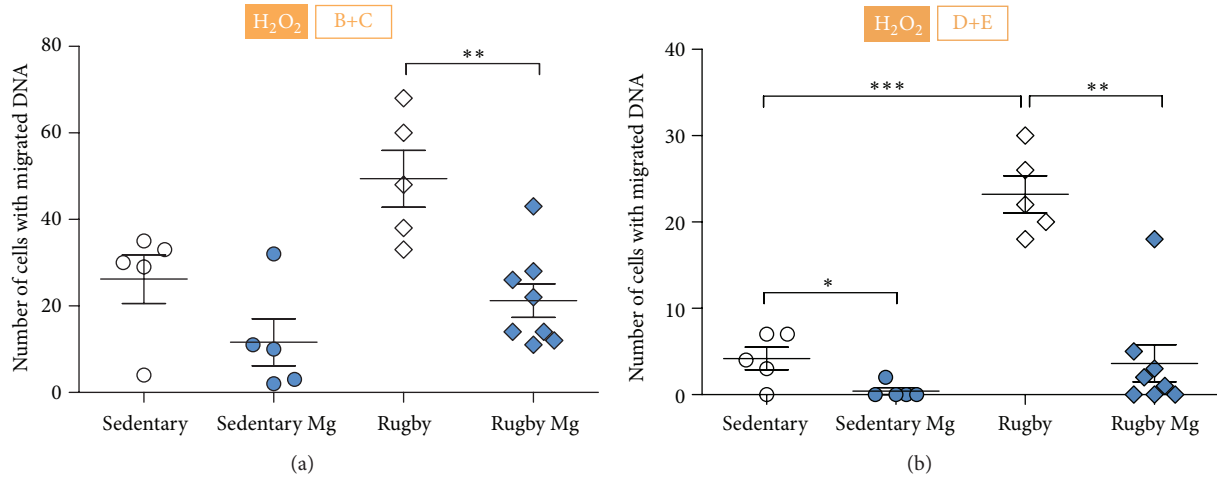 H₂O₂ B+C
Number of cells with migrated DNA
80
60
40
20
0
**
Sedentary Sedentary Mg Rugby Rugby Mg
(a)
H₂O₂ D+E
Number of cells with migrated DNA
40
30
20
10
0
*** **
*
Sedentary Sedentary Mg Rugby Rugby Mg
(b)